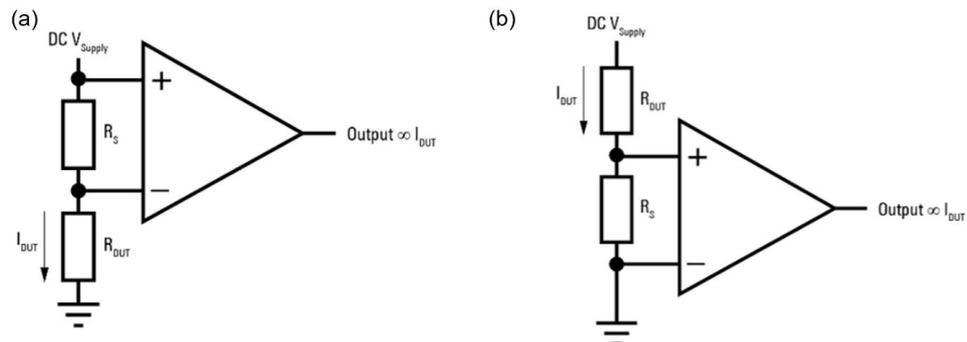 (a)
DC V_Supply
+
R_S
Output ∞ I_DUT
−
I_DUT
R_DUT
(b)
DC V_Supply
I_DUT
R_DUT
+
R_S
Output ∞ I_DUT
−